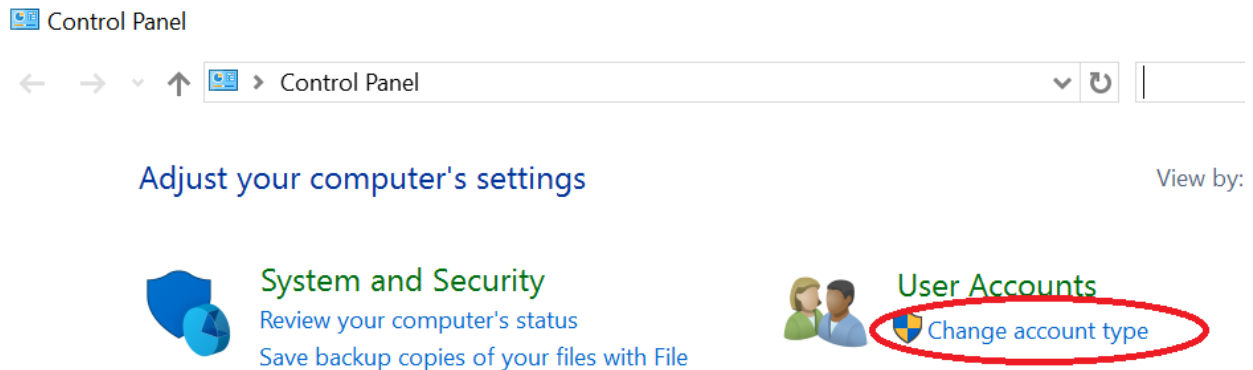 Control Panel
Control Panel
Adjust your computer's settings
View by:
System and Security
Review your computer's status
Save backup copies of your files with File
User Accounts
Change account type